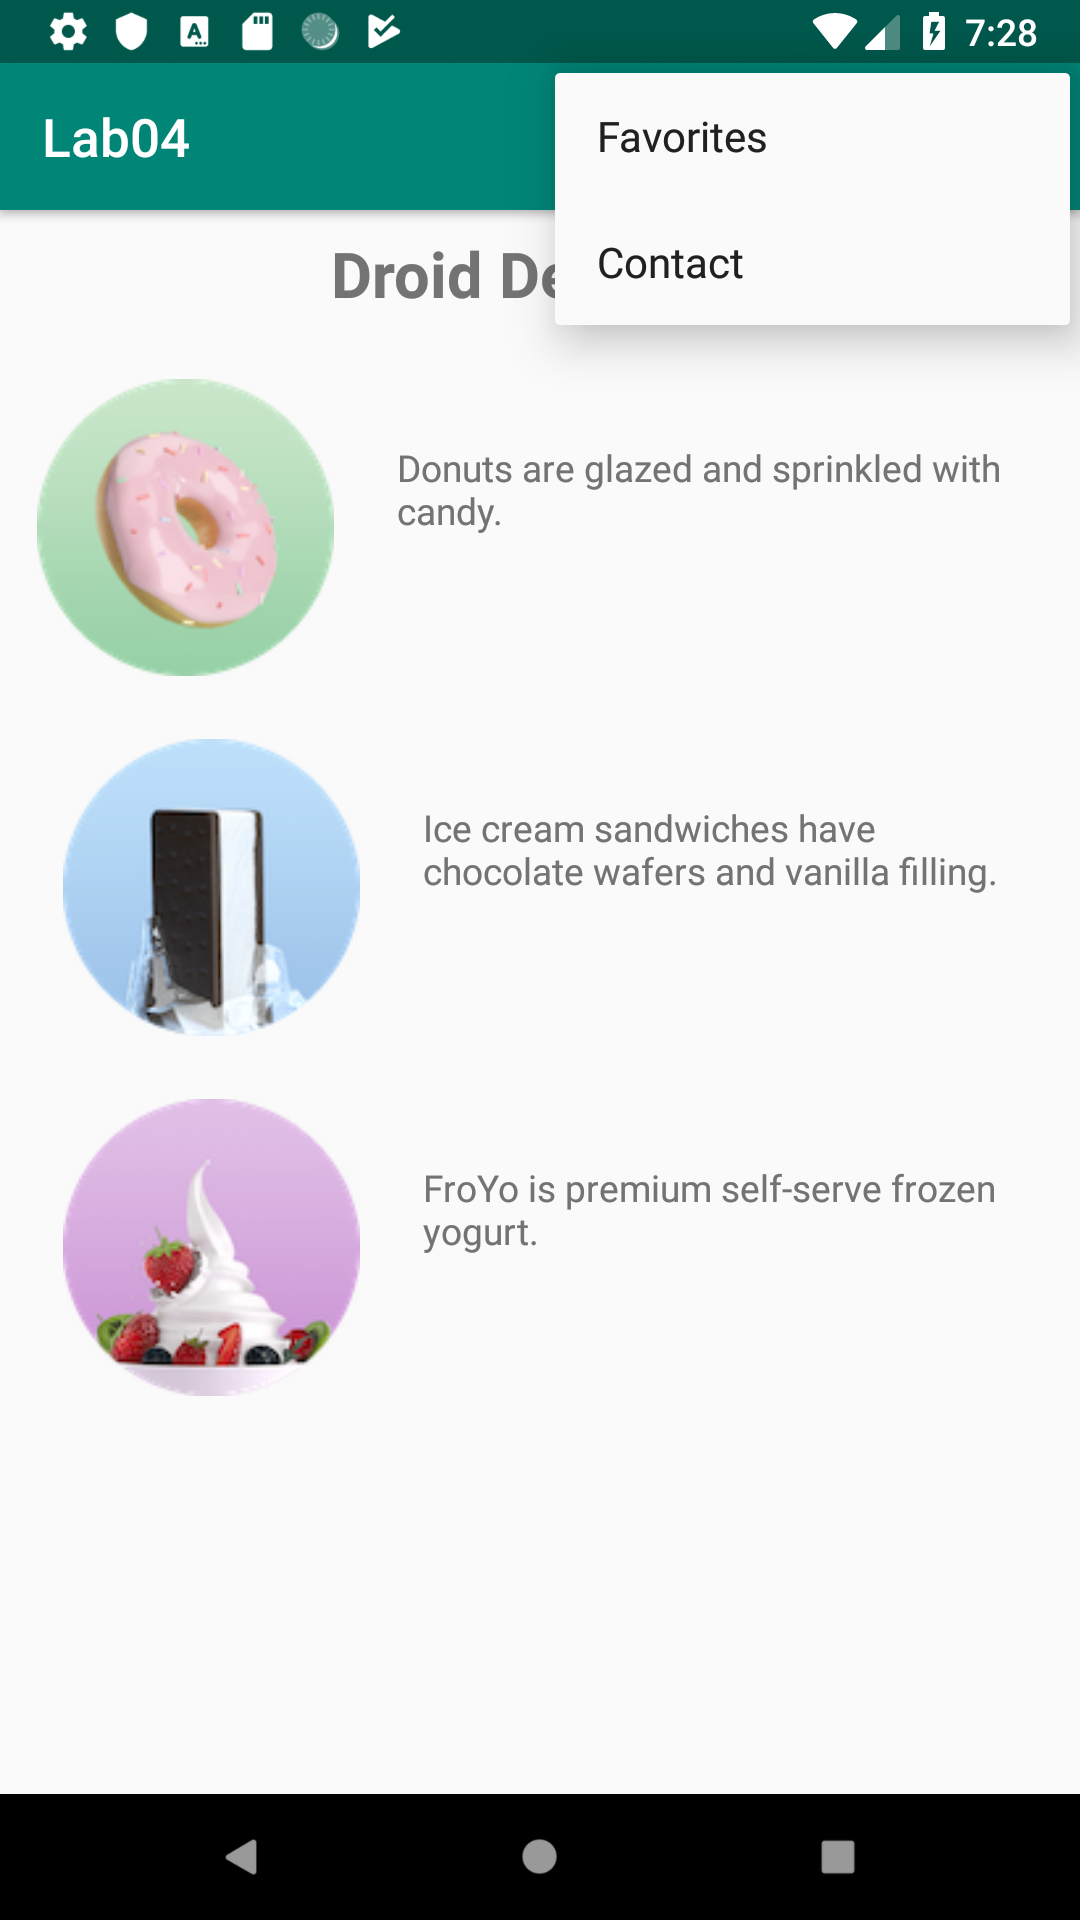 7:28
Lab04
Favorites
Contact
Droid
Donuts are glazed and sprinkled with
candy.
Ice cream sandwiches have
chocolate wafers and vanilla filling.
FroYo is premium self-serve frozen
yogurt.